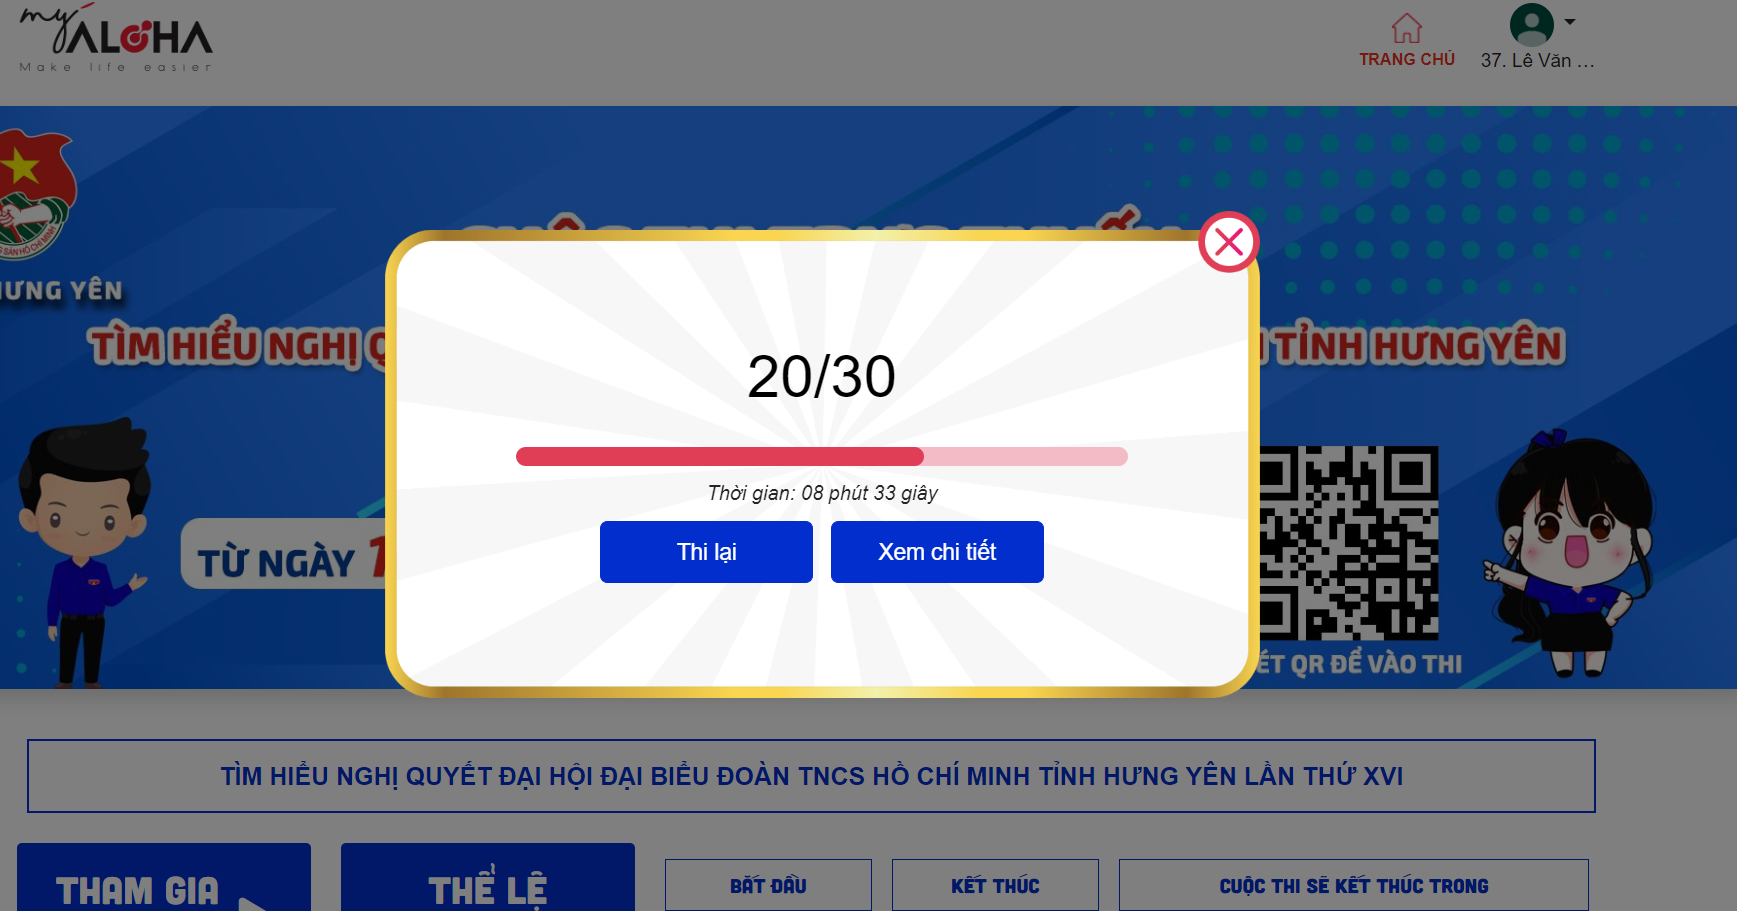 my ALOHA
Make life easier
TRANG CHỦ
37. Lê Văn ...
HƯNG YÊN
TÌM HIỂU NGHỊ Q
TỈNH HƯNG YÊN
20/30
Thời gian: 08 phút 33 giây
Thi lại
Xem chi tiết
TỪ NGÀY 1
ÉT QR ĐỂ VÀO THI
TÌM HIỂU NGHỊ QUYẾT ĐẠI HỘI ĐẠI BIỂU ĐOÀN TNCS HỒ CHÍ MINH TỈNH HƯNG YÊN LẦN THỨ XVI
THAM GIA
THỂ LỆ
BẮT ĐẦU
KẾT THÚC
CUỘC THI SẼ KẾT THÚC TRONG